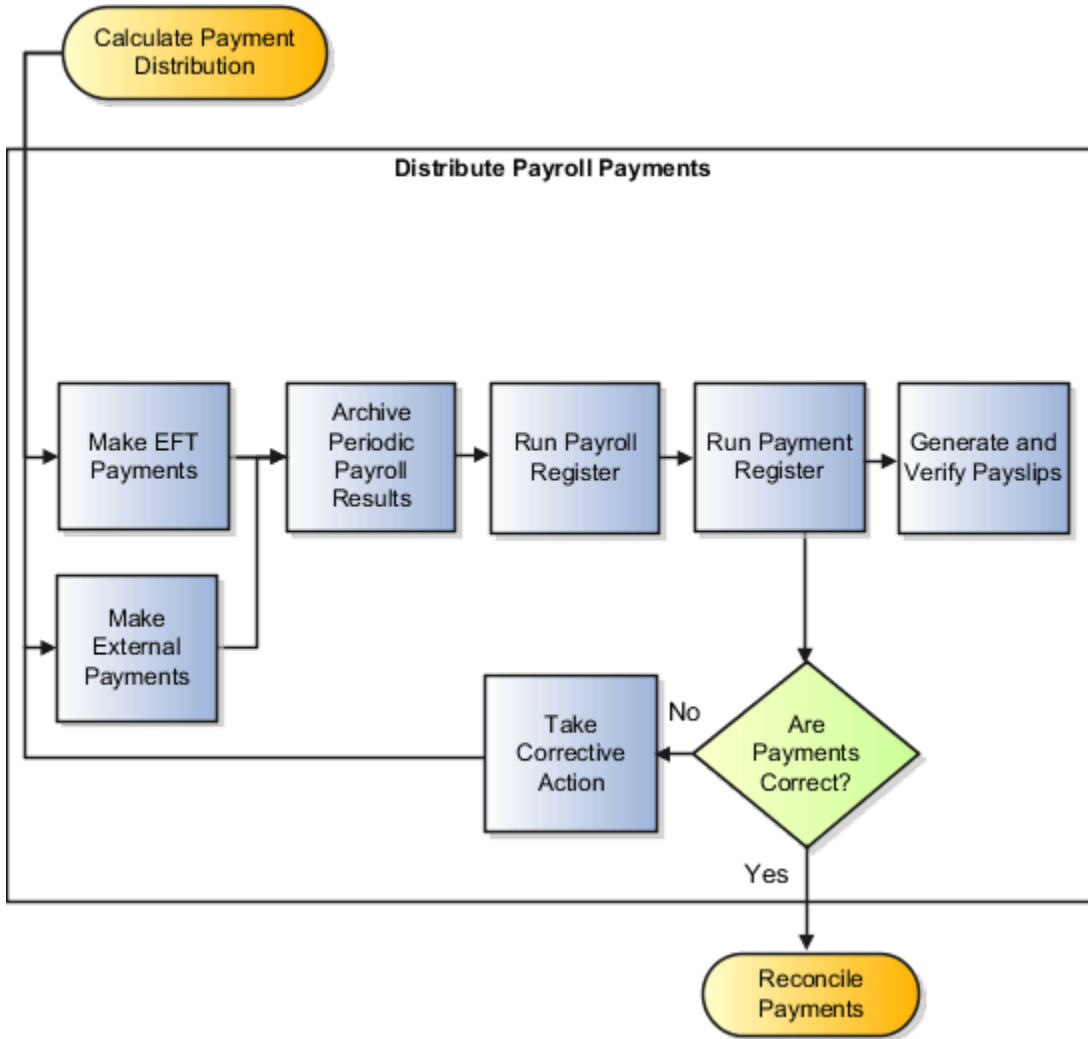 Calculate Payment
Distribution
Distribute Payroll Payments
Make EFT
Payments
Archive
Periodic
Payroll
Results
Run Payroll
Register
Run Payment
Register
Generate and
Verify Payslips
Make
External
Payments
Take
Corrective
Action
No
Are
Payments
Correct?
Yes
Reconcile
Payments